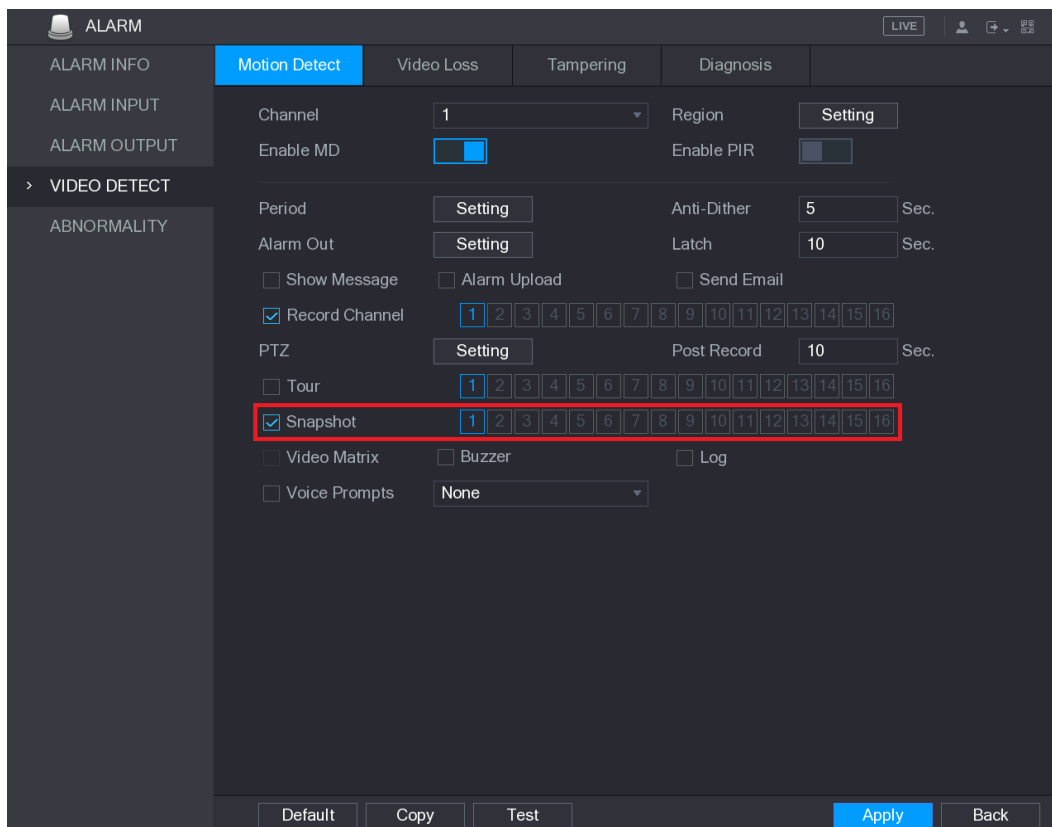 ALARM LIVE
ALARM INFO
ALARM INPUT
ALARM OUTPUT
> VIDEO DETECT
ABNORMALITY
Motion Detect Video Loss Tampering Diagnosis
Channel 1 Region Setting
Enable MD Enable PIR
Period Setting Anti-Dither 5 Sec.
Alarm Out Setting Latch 10 Sec.
Show Message Alarm Upload Send Email
Record Channel 1 2 3 4 5 6 7 8 9 10 11 12 13 14 15 16
PTZ Setting Post Record 10 Sec.
Tour 1 2 3 4 5 6 7 8 9 10 11 12 13 14 15 16
Snapshot 1 2 3 4 5 6 7 8 9 10 11 12 13 14 15 16
Video Matrix Buzzer Log
Voice Prompts None
Default Copy Test Apply Back